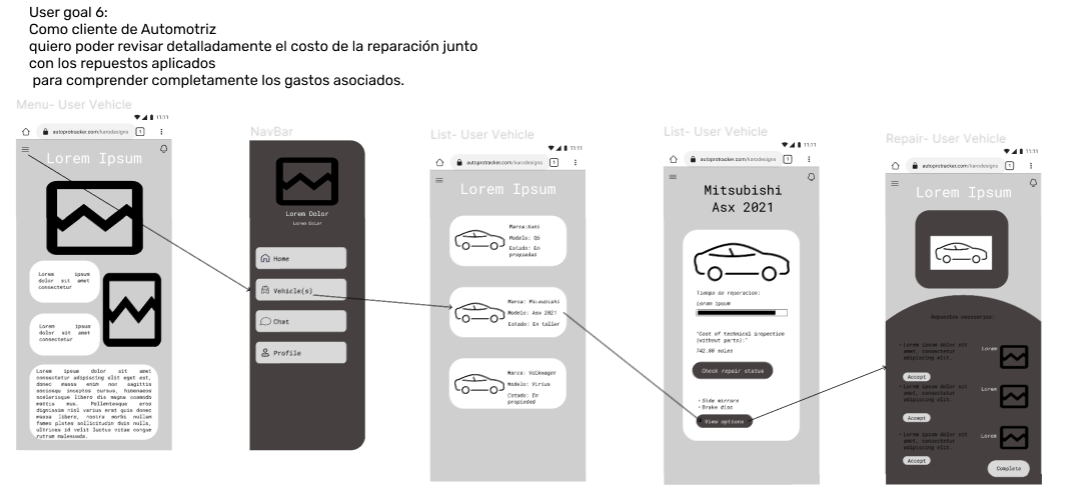 User goal 6:
Como cliente de Automotriz
quiero poder revisar detalladamente el costo de la reparación junto
con los repuestos aplicados
para comprender completamente los gastos asociados.
Menu- User Vehicle
11:11
autoprotracker.com/karodesigns
1
Lorem Ipsum
Lorem ipsum
dolor sit amet
consectetur
Lorem ipsum
dolor sit amet
consectetur
Lorem ipsum dolor sit amet
consectetur adipiscing elit eget est,
donec massa enim nor sagittis
sociosqu inceptos cursus, himenaeos
scelerisque libero dis magna commodo
mattis mus. Pellentesque eros
dignissim nisl varius erat quis donec
massa libero, nostra morbi nullam
fames platea sollicitudin duis nulla,
ultrices id velit luctus vitae congue
rutrum malesuada.
NavBar
Lorem Dolor
Lorem Dolor
Home
Vehicle(s)
Chat
Profile
List- User Vehicle
11:11
autoprotracker.com/karodesigns
1
Lorem Ipsum
Marca:Audi
Modelo: Q5
Estado: En
propiedad
Marca: Mitsubishi
Modelo: Asx 2021
Estado: En taller
Marca: Volkswagen
Modelo: Virtus
Estado: En
propiedad
List- User Vehicle
11:11
autoprotracker.com/karodesigns
1
Mitsubishi
Asx 2021
Tiempo de reparacion:
Lorem ipsum
"Cost of technical inspection
(without parts):"
742.00 soles
Check repair status
• Side mirrors
• Brake disc
View options
Repair- User Vehicle
11:11
autoprotracker.com/karodesigns
1
Lorem Ipsum
Repuestos necesarios:
• Lorem ipsum dolor sit
amet, consectetur
adipiscing elit.
Lorem
Accept
• Lorem ipsum dolor sit
amet, consectetur
adipiscing elit.
Lorem
Accept
• Lorem ipsum dolor sit
amet, consectetur
adipiscing elit.
Lorem
Accept
Complete